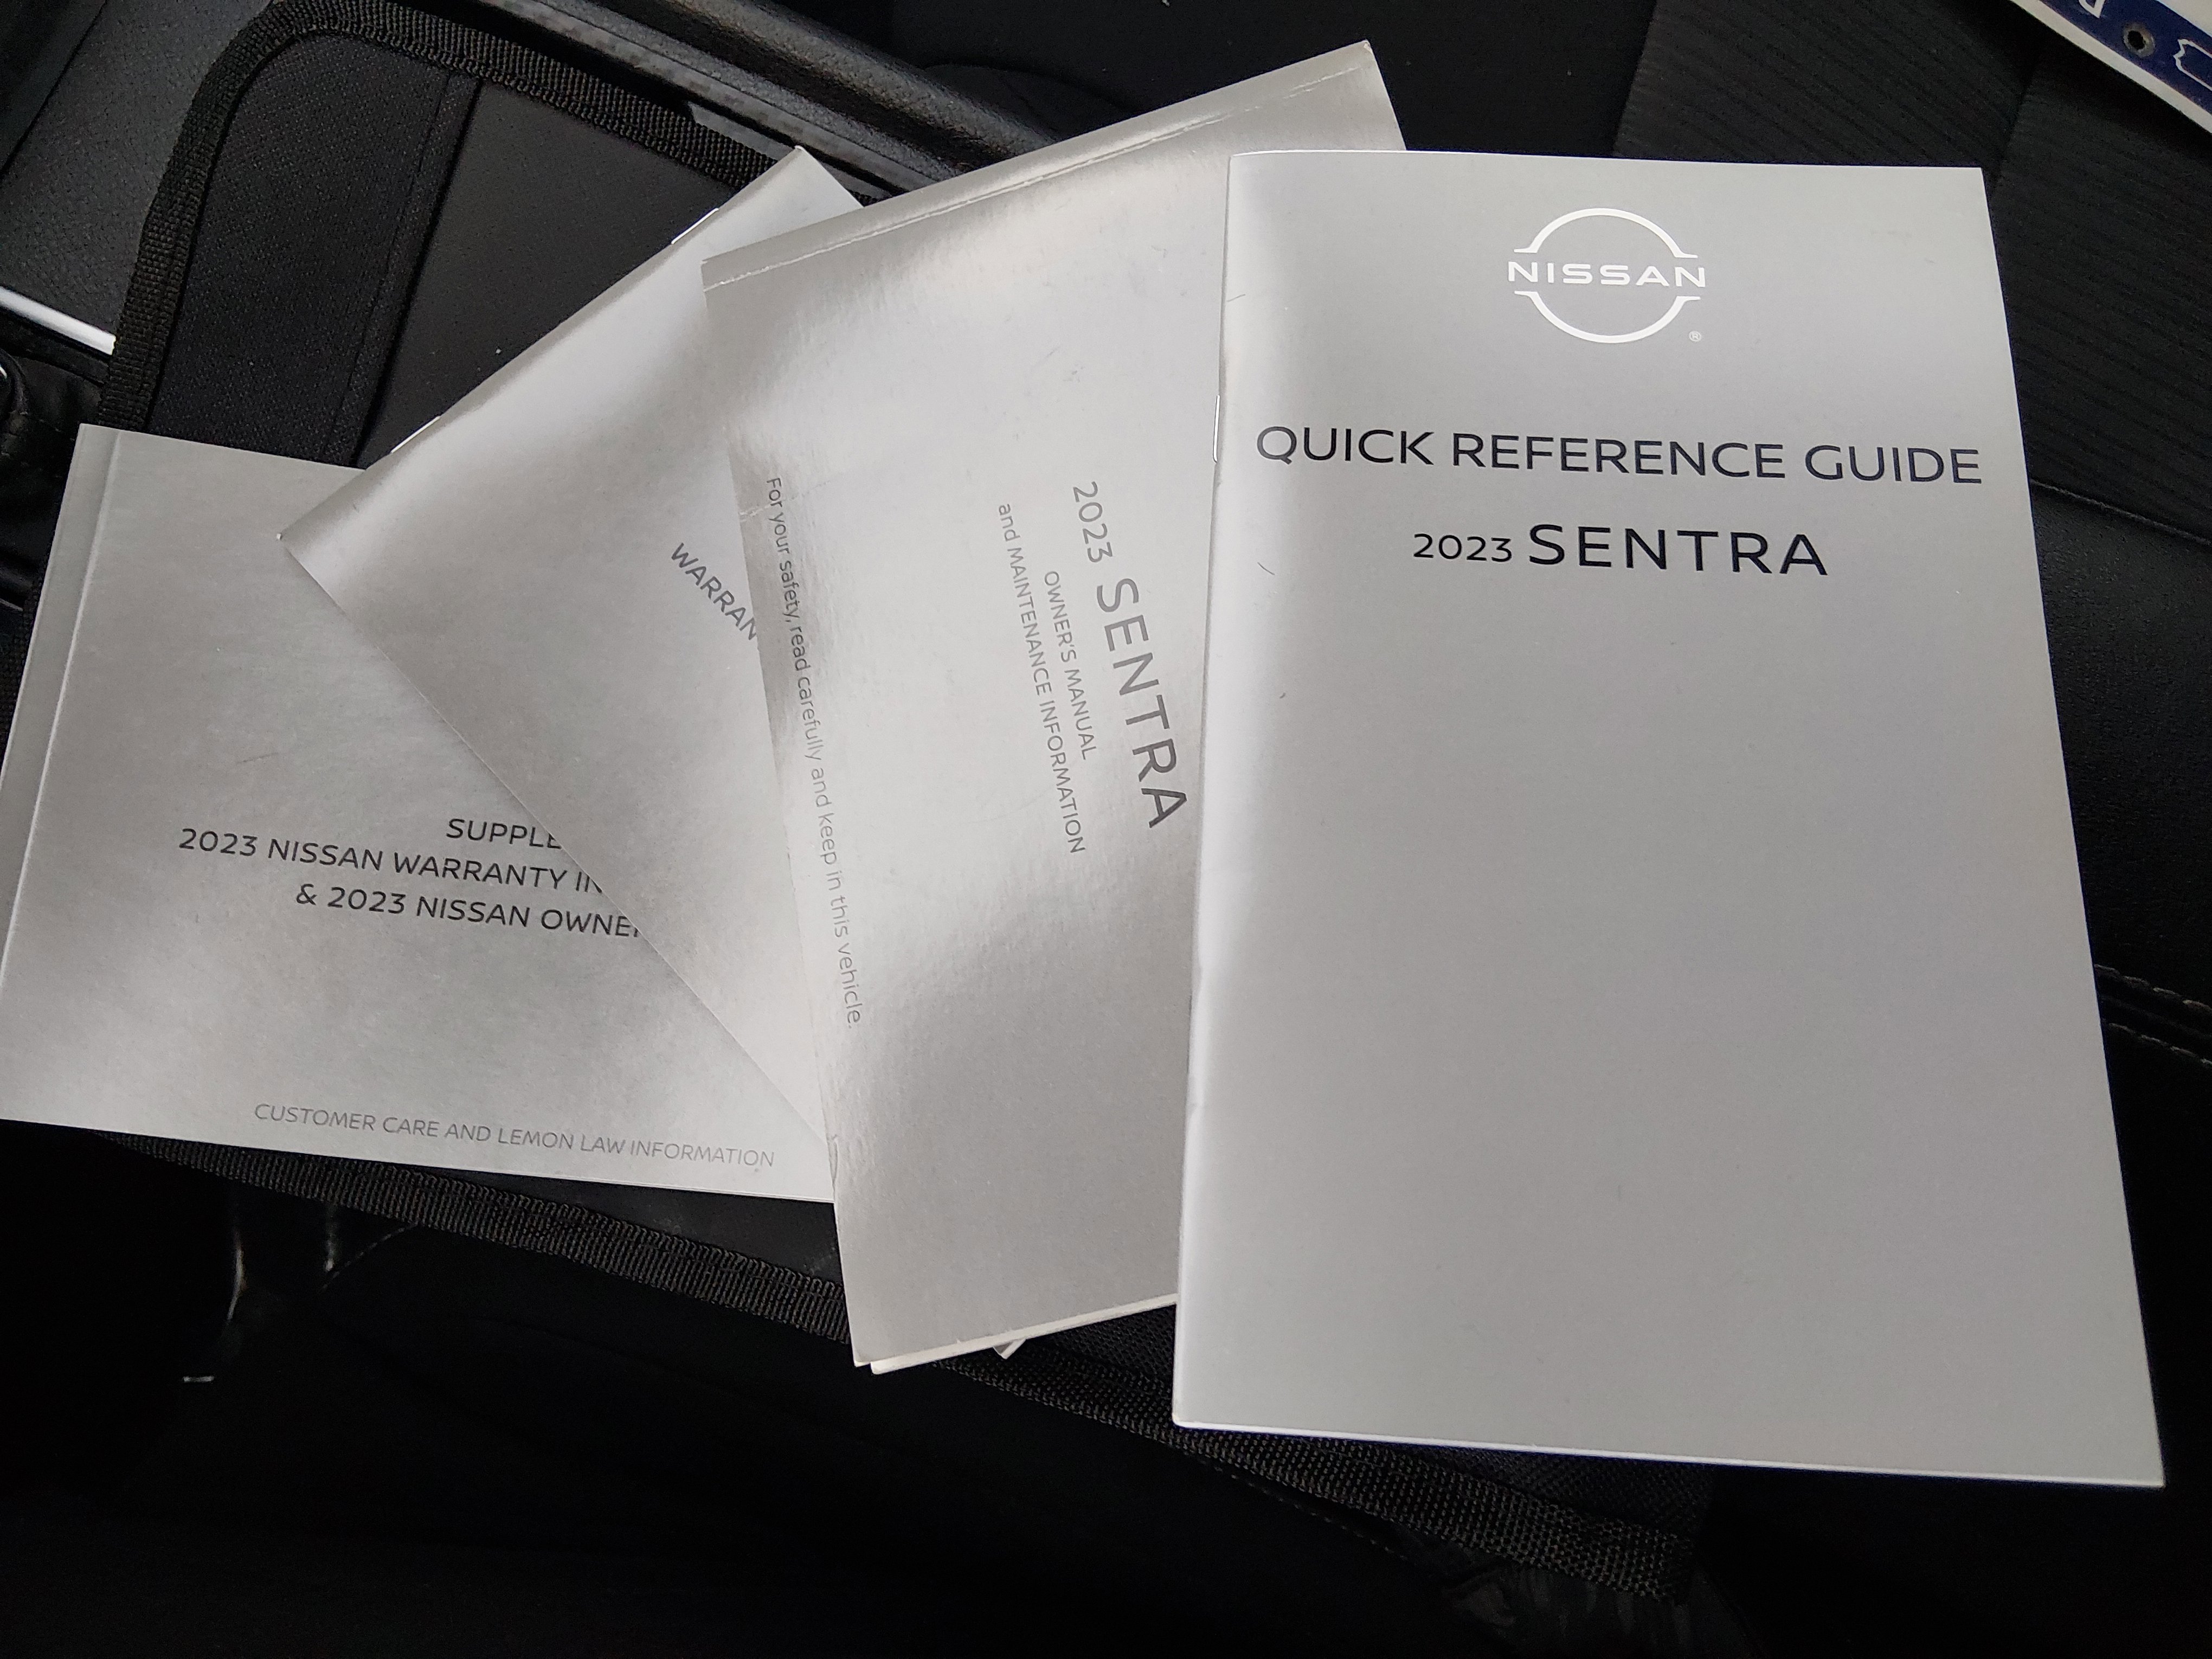 NISSAN
®
QUICK REFERENCE GUIDE
2023 SENTRA
2023 SENTRA
OWNER'S MANUAL
and MAINTENANCE INFORMATION
For your safety, read carefully and keep in this vehicle.
WARRAN
SUPPLE
2023 NISSAN WARRANTY
& 2023 NISSAN OWNE
CUSTOMER CARE AND LEMON LAW INFORMATION